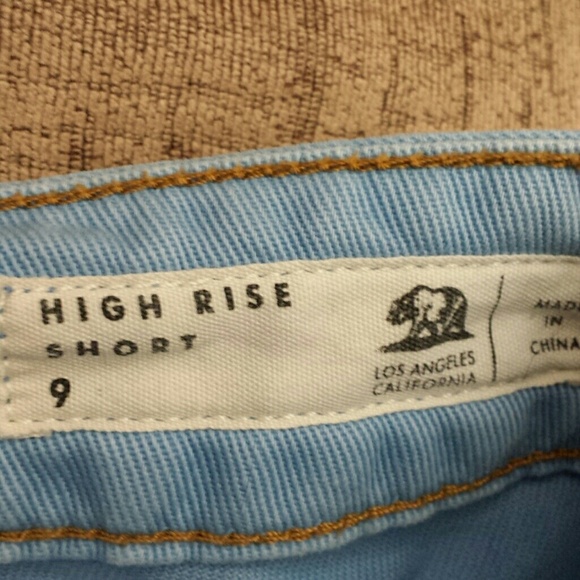 HIGH RISE
SHORT
9
LOS ANGELES
CALIFORNIA
MADE
IN
CHINA